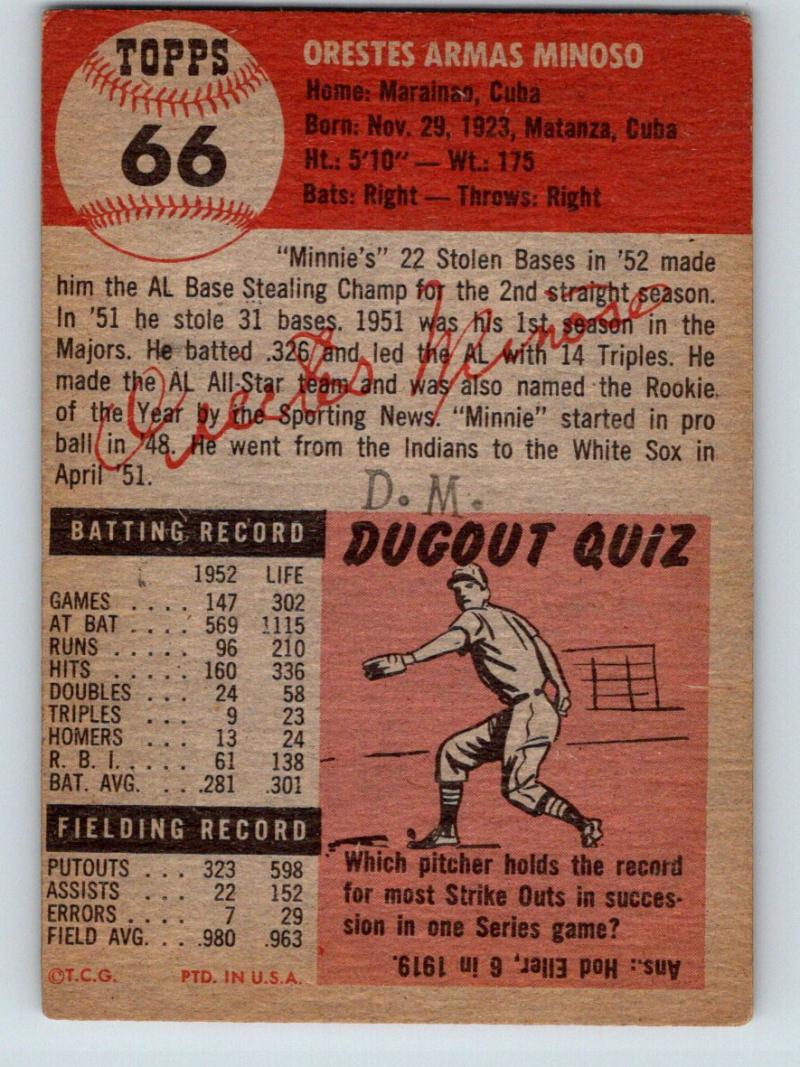 TOPPS
66
ORESTES ARMAS MINOSO
Home: Marainao, Cuba
Born: Nov. 29, 1923, Matanza, Cuba
Ht.: 5'10" — Wt.: 175
Bats: Right — Throws: Right
"Minnie's" 22 Stolen Bases in '52 made
him the AL Base Stealing Champ for the 2nd straight season.
In '51 he stole 31 bases. 1951 was his 1st season in the
Majors. He batted .326 and led the AL with 14 Triples. He
made the AL All-Star team and was also named the Rookie
of the Year by the Sporting News. "Minnie" started in pro
ball in '48. He went from the Indians to the White Sox in
April '51.
Orestes Minoso
D. M.
BATTING RECORD
1952 LIFE
GAMES .... 147 302
AT BAT .... 569 1115
RUNS ..... 96 210
HITS ..... 160 336
DOUBLES ... 24 58
TRIPLES ... 9 23
HOMERS ... 13 24
R. B. I. .... 61 138
BAT. AVG. ... .281 .301
FIELDING RECORD
PUTOUTS ... 323 598
ASSISTS ... 22 152
ERRORS .... 7 29
FIELD AVG. ... .980 .963
©T.C.G. PTD. IN U.S.A.
DUGOUT QUIZ
Which pitcher holds the record
for most Strike Outs in succes-
sion in one Series game?
Ans.: Hod Eller, 6 in 1919.